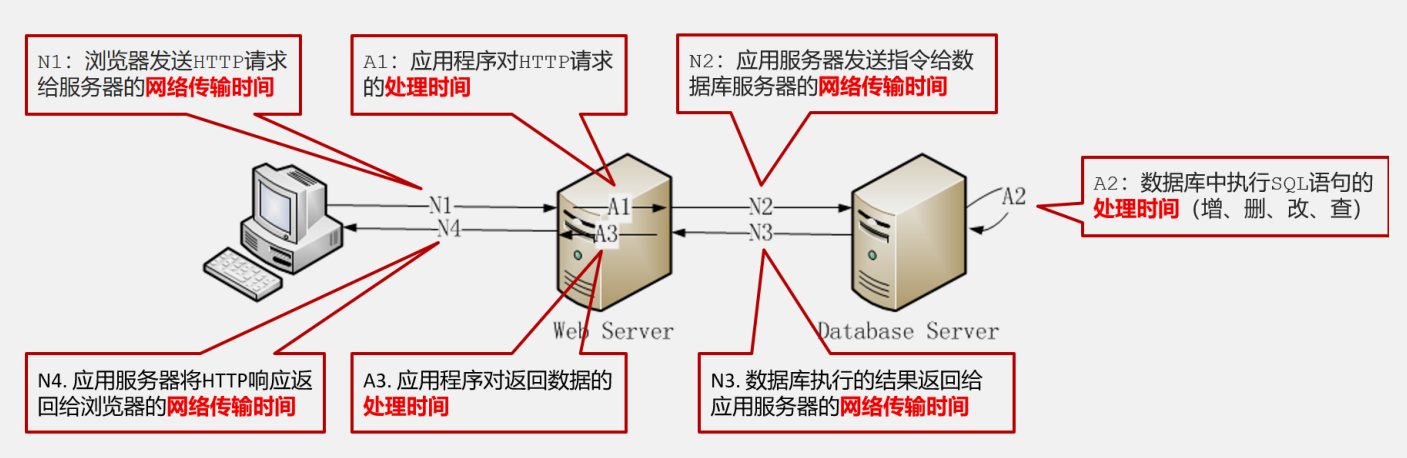 N1：浏览器发送HTTP请求
给服务器的网络传输时间
A1：应用程序对HTTP请求
的处理时间
N2：应用服务器发送指令给数
据库服务器的网络传输时间
A2：数据库中执行SQL语句的
处理时间（增、删、改、查）
N1
A1
N2
A2
N4
A3
N3
Web Server
Database Server
N4. 应用服务器将HTTP响应返
回给浏览器的网络传输时间
A3. 应用程序对返回数据的
处理时间
N3. 数据库执行的结果返回给
应用服务器的网络传输时间